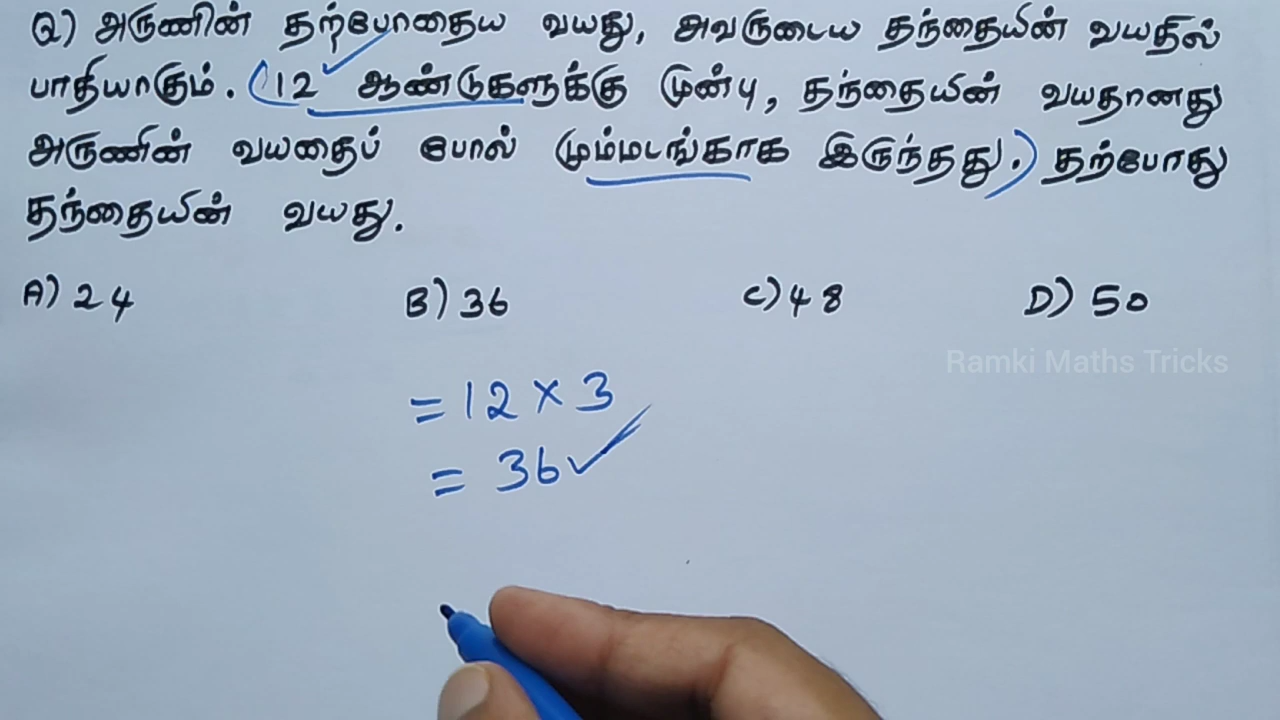 Q) அருணின் தற்போதைய வயது, அவருடைய தந்தையின் வயதில்
பாதியாகும். (12 ஆண்டுகளுக்கு முன்பு, தந்தையின் வயதானது
அருணின் வயதைப் போல் மும்மடங்காக இருந்தது.) தற்போது
தந்தையின் வயது.
A) 24 B) 36 C) 48 D) 50
Ramki Maths Tricks
= 12 × 3
= 36 ✓